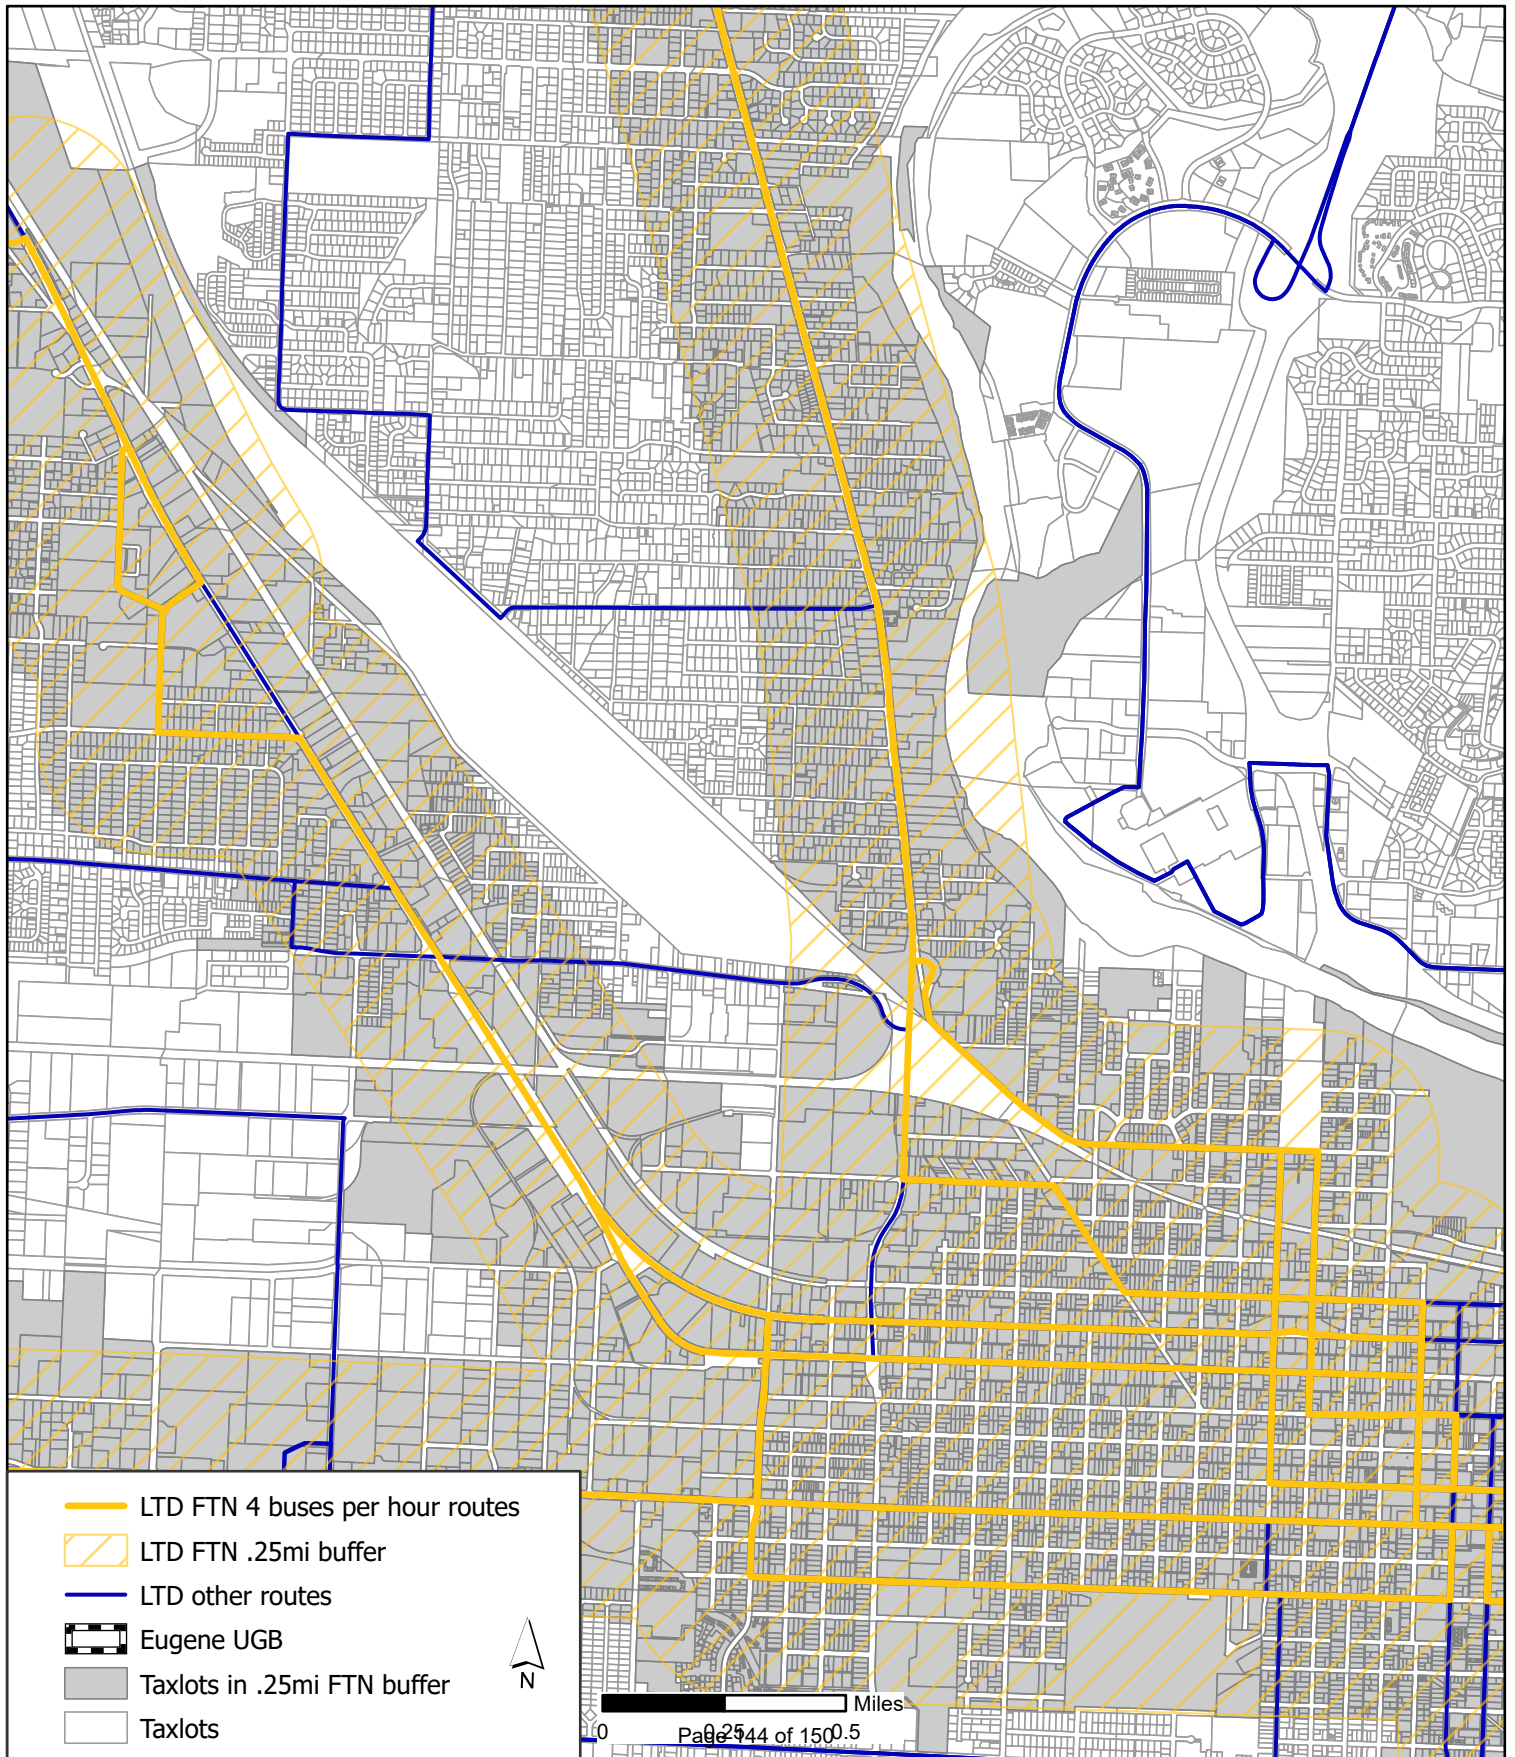 LTD FTN 4 buses per hour routes
LTD FTN .25mi buffer
LTD other routes
Eugene UGB
Taxlots in .25mi FTN buffer
Taxlots
N
Miles
0 0.25 0.5
Page 144 of 150